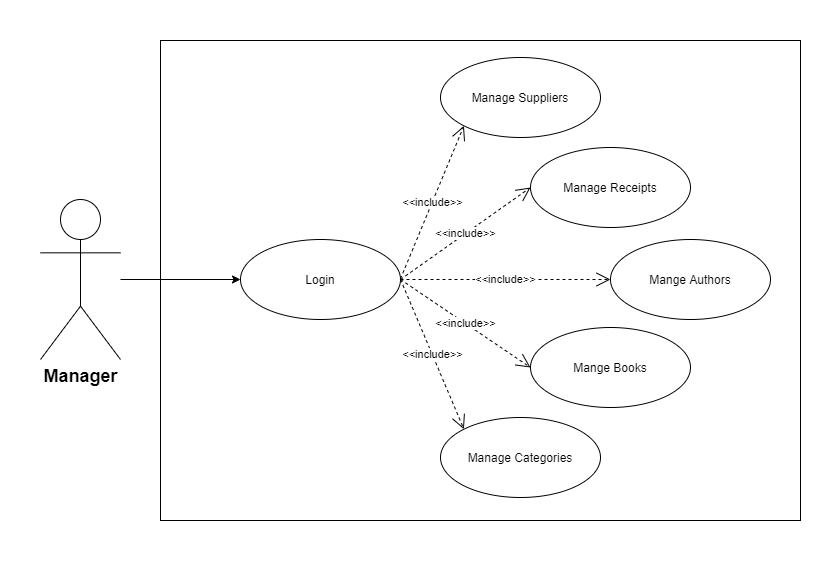 Manage Suppliers
Manage Receipts
<<include>>
<<include>>
Login
<<include>>
Mange Authors
<<include>>
<<include>>
Mange Books
Manager
Manage Categories